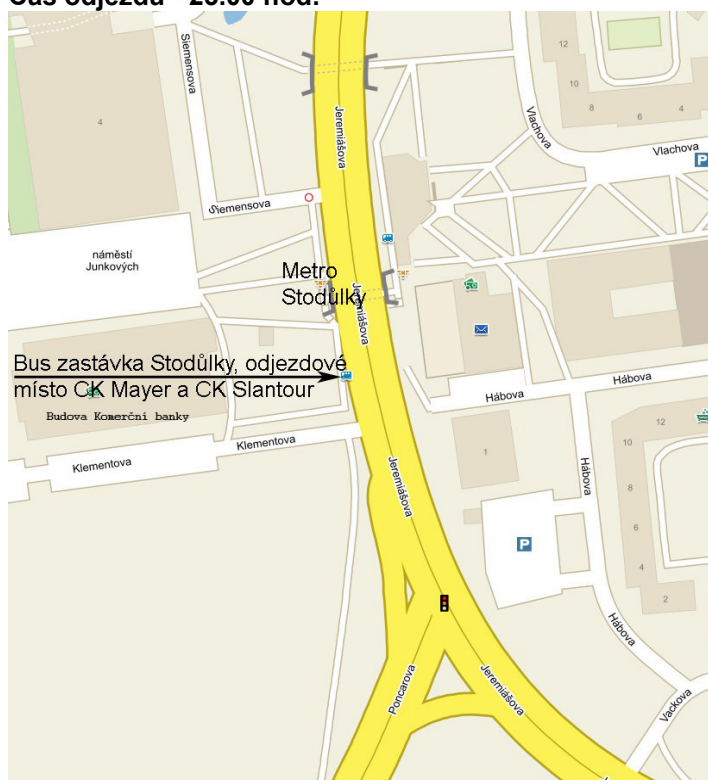 Čas odjezdu - 23.00 hod.
Siemensova
4
Jeremiášova
12
10
8
6
4
Vlachova
Vlachova
P
Siemensova
náměstí
Junkových
Metro
Stodůlky
Jeremiášova
Bus zastávka Stodůlky, odjezdové
místo CK Mayer a CK Slantour
Budova Komerční banky
Hábova
Hábova
Klementova
Klementova
1
Jeremiášova
Hábova
12
10
8
6
4
2
P
Hábova
Poncarova
Jeremiášova
Vackova